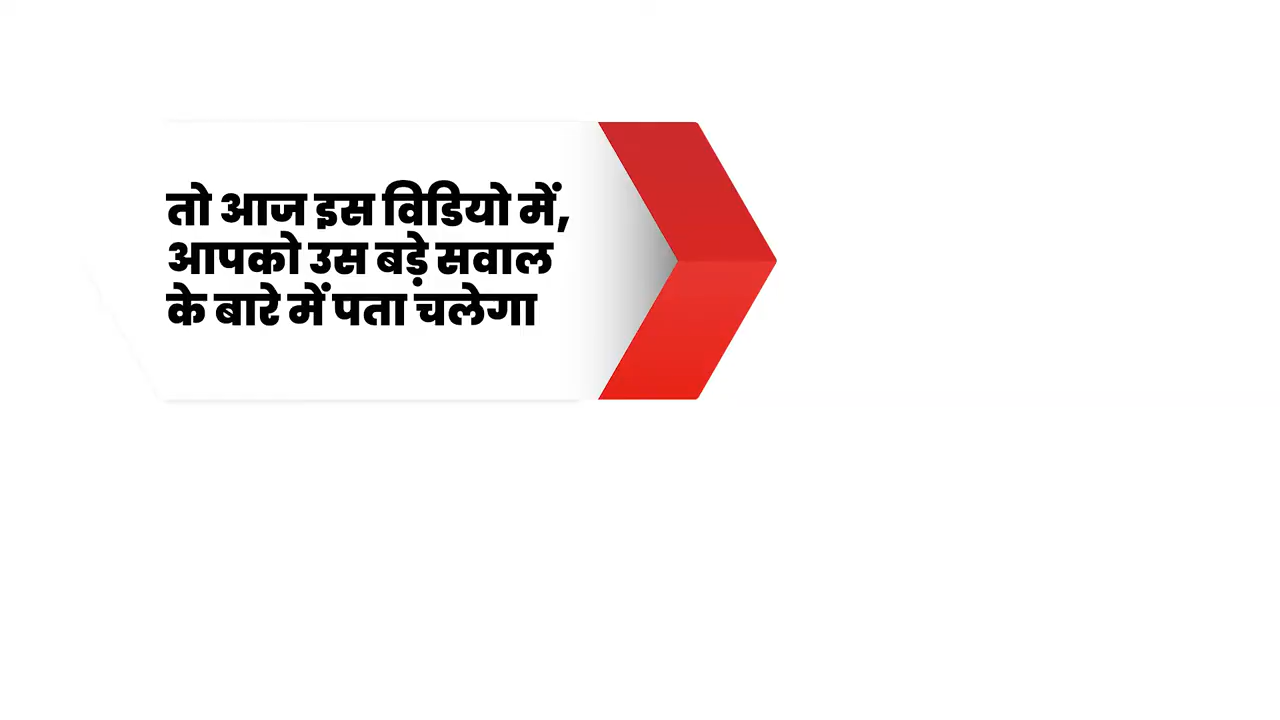 तो आज इस विडियो में,
आपको उस बड़े सवाल
के बारे में पता चलेगा